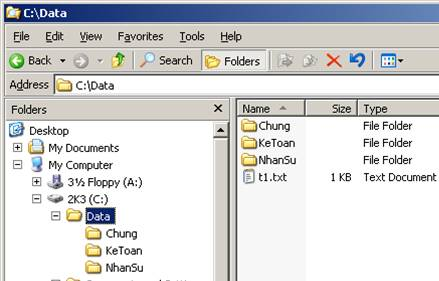 C:\Data
File Edit View Favorites Tools Help
Back Search Folders
Address C:\Data
Folders X
Name Size Type
Desktop
My Documents
My Computer
3½ Floppy (A:)
2K3 (C:)
Data
Chung
KeToan
NhanSu
Chung File Folder
KeToan File Folder
NhanSu File Folder
t1.txt 1 KB Text Document